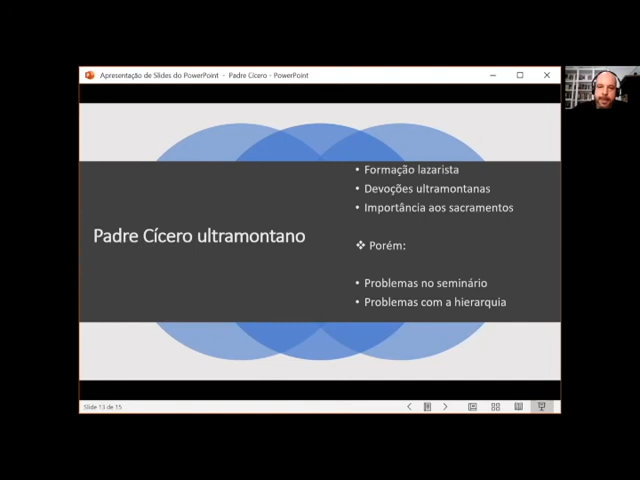 Apresentação de Slides do PowerPoint - Padre Cícero - PowerPoint
Padre Cícero ultramontano
• Formação lazarista
• Devoções ultramontanas
• Importância aos sacramentos
❖ Porém:
• Problemas no seminário
• Problemas com a hierarquia
Slide 13 de 15